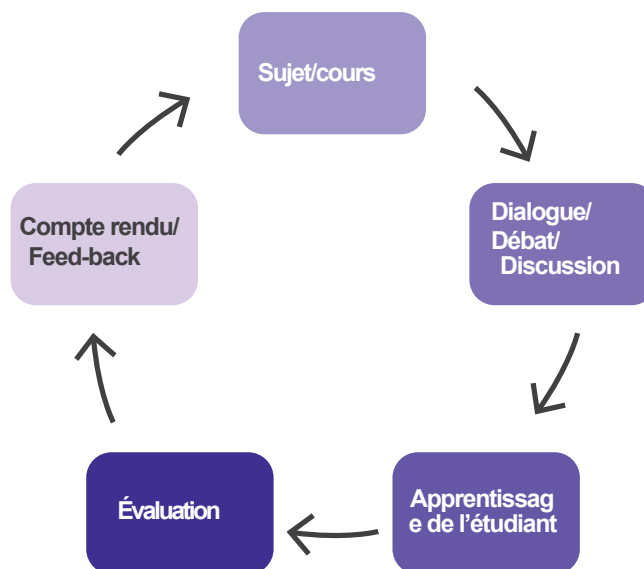 Sujet/cours
Dialogue/
Débat/
Discussion
Apprentissag
e de l’étudiant
Évaluation
Compte rendu/
Feed-back